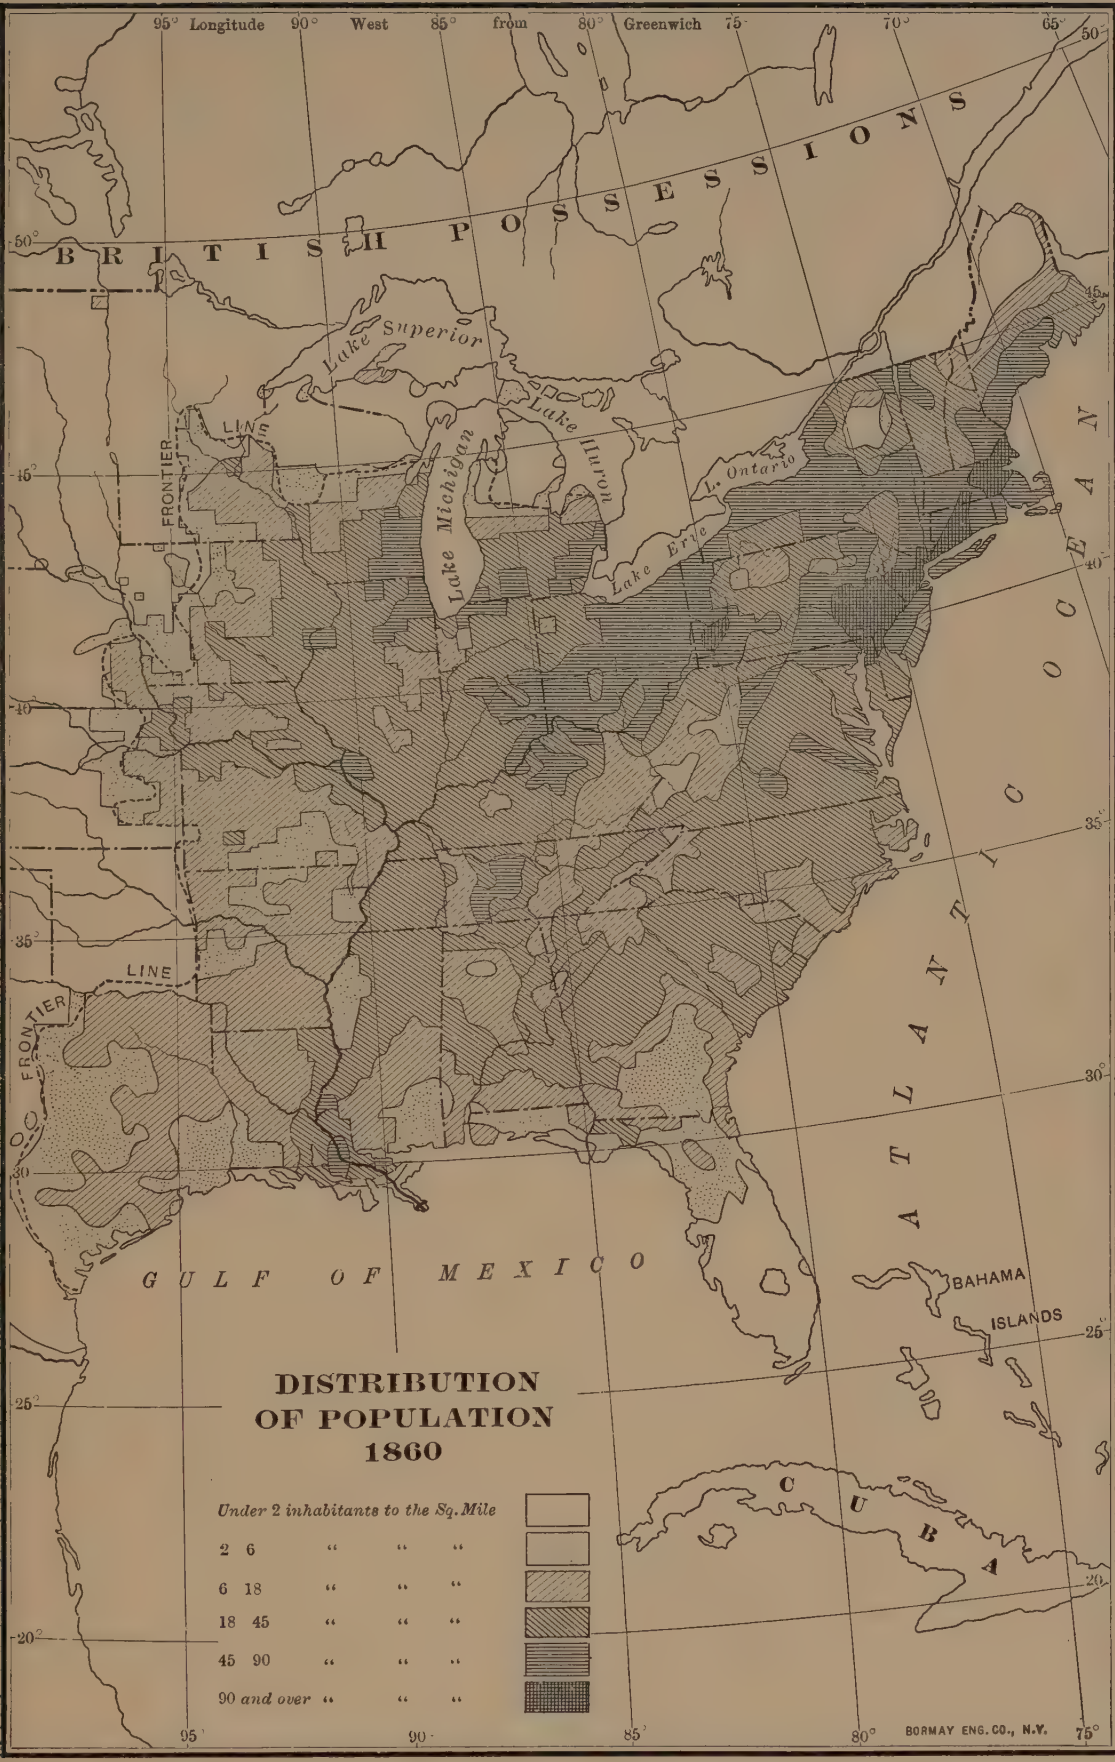 95° Longitude 90° West 85° from 80° Greenwich 75° 70° 65°
50°
BRITISH POSSESSIONS
50°
45°
Lake Superior
LINE
Lake Huron
Lake Michigan
FRONTIER
L. Ontario
45°
Lake Erie
40°
40°
ATLANTIC OCEAN
35°
35°
LINE
FRONTIER
30°
30°
GULF OF MEXICO
BAHAMA
ISLANDS
25°
25°
DISTRIBUTION
OF POPULATION
1860
CUBA
Under 2 inhabitants to the Sq. Mile
2 6 “ “ “
6 18 “ “ “
18 45 “ “ “
45 90 “ “ “
90 and over “ “ “
20°
20°
95° 90° 85° 80° 75°
BORMAY ENG. CO., N.Y.